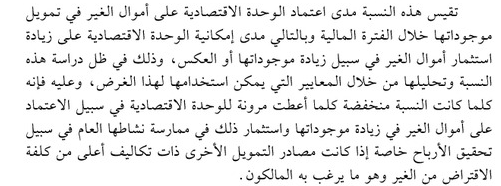 تقيس هذه النسبة مدى اعتماد الوحدة الاقتصادية على أموال الغير في تمويل
موجوداتها خلال الفترة المالية وبالتالي مدى إمكانية الوحدة الاقتصادية على زيادة
استثمار أموال الغير في سبيل زيادة موجوداتها أو العكس، وذلك في ظل دراسة هذه
النسبة وتحليلها من خلال المعايير التي يمكن استخدامها لهذا الغرض، وعليه فإنه
كلما كانت النسبة منخفضة كلما أعطت مرونة للوحدة الاقتصادية في سبيل الاعتماد
على أموال الغير في زيادة موجوداتها واستثمار ذلك في ممارسة نشاطها العام في سبيل
تحقيق الأرباح خاصة إذا كانت مصادر التمويل الأخرى ذات تكاليف أعلى من كلفة
الاقتراض من الغير وهو ما يرغب به المالكون.